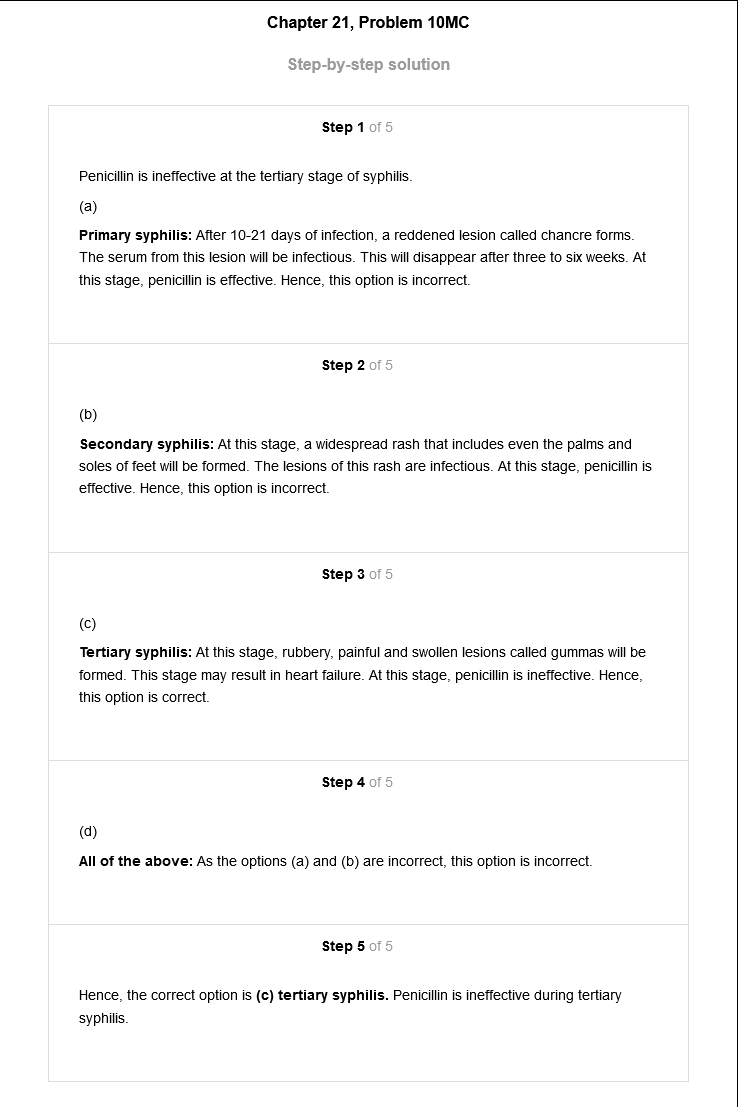 Chapter 21, Problem 10MC
Step-by-step solution
Step 1 of 5
Penicillin is ineffective at the tertiary stage of syphilis.
(a)
Primary syphilis: After 10-21 days of infection, a reddened lesion called chancre forms.
The serum from this lesion will be infectious. This will disappear after three to six weeks. At
this stage, penicillin is effective. Hence, this option is incorrect.
Step 2 of 5
(b)
Secondary syphilis: At this stage, a widespread rash that includes even the palms and
soles of feet will be formed. The lesions of this rash are infectious. At this stage, penicillin is
effective. Hence, this option is incorrect.
Step 3 of 5
(c)
Tertiary syphilis: At this stage, rubbery, painful and swollen lesions called gummas will be
formed. This stage may result in heart failure. At this stage, penicillin is ineffective. Hence,
this option is correct.
Step 4 of 5
(d)
All of the above: As the options (a) and (b) are incorrect, this option is incorrect.
Step 5 of 5
Hence, the correct option is (c) tertiary syphilis. Penicillin is ineffective during tertiary
syphilis.